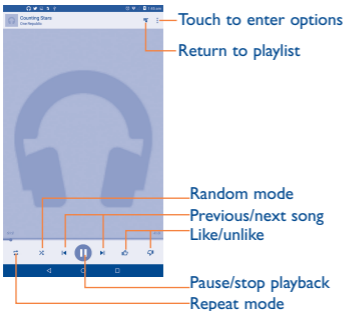 Counting Stars
One Republic
Touch to enter options
Return to playlist
Random mode
Previous/next song
Like/unlike
Pause/stop playback
Repeat mode